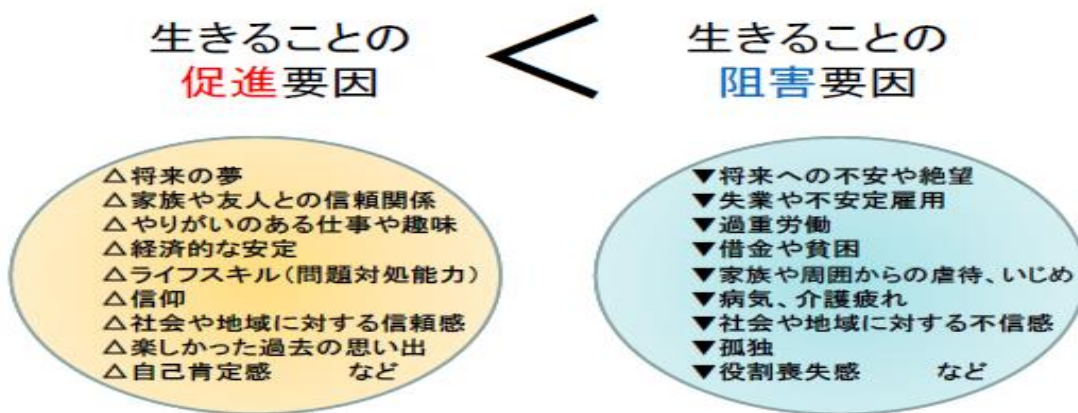 生きることの
促進要因
<
生きることの
阻害要因
△将来の夢
△家族や友人との信頼関係
△やりがいのある仕事や趣味
△経済的な安定
△ライフスキル(問題対処能力)
△信仰
△社会や地域に対する信頼感
△楽しかった過去の思い出
△自己肯定感 など
▼将来への不安や絶望
▼失業や不安定雇用
▼過重労働
▼借金や貧困
▼家族や周囲からの虐待、いじめ
▼病気、介護疲れ
▼社会や地域に対する不信感
▼孤独
▼役割喪失感 など